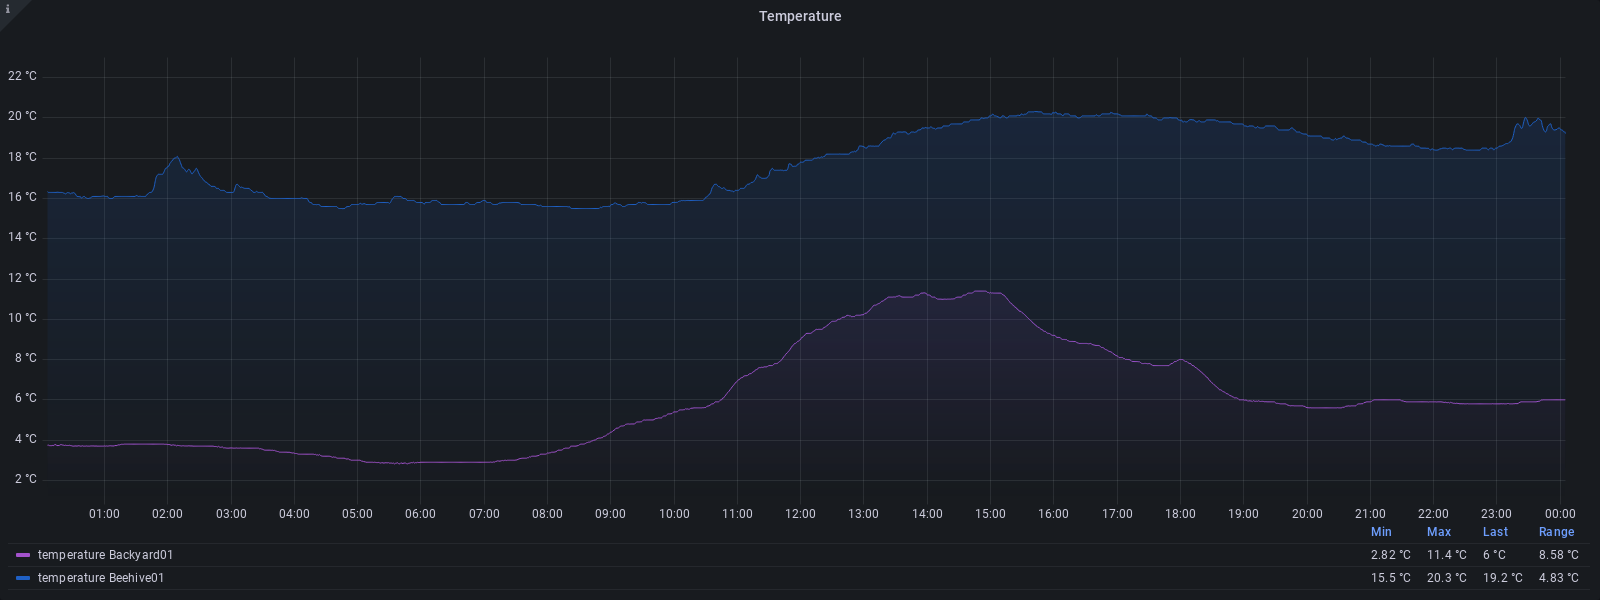 i
Temperature
22 °C
20 °C
18 °C
16 °C
14 °C
12 °C
10 °C
8 °C
6 °C
4 °C
2 °C
01:00 02:00 03:00 04:00 05:00 06:00 07:00 08:00 09:00 10:00 11:00 12:00 13:00 14:00 15:00 16:00 17:00 18:00 19:00 20:00 21:00 22:00 23:00 00:00
Min Max Last Range
temperature Backyard01 2.82 °C 11.4 °C 6 °C 8.58 °C
temperature Beehive01 15.5 °C 20.3 °C 19.2 °C 4.83 °C